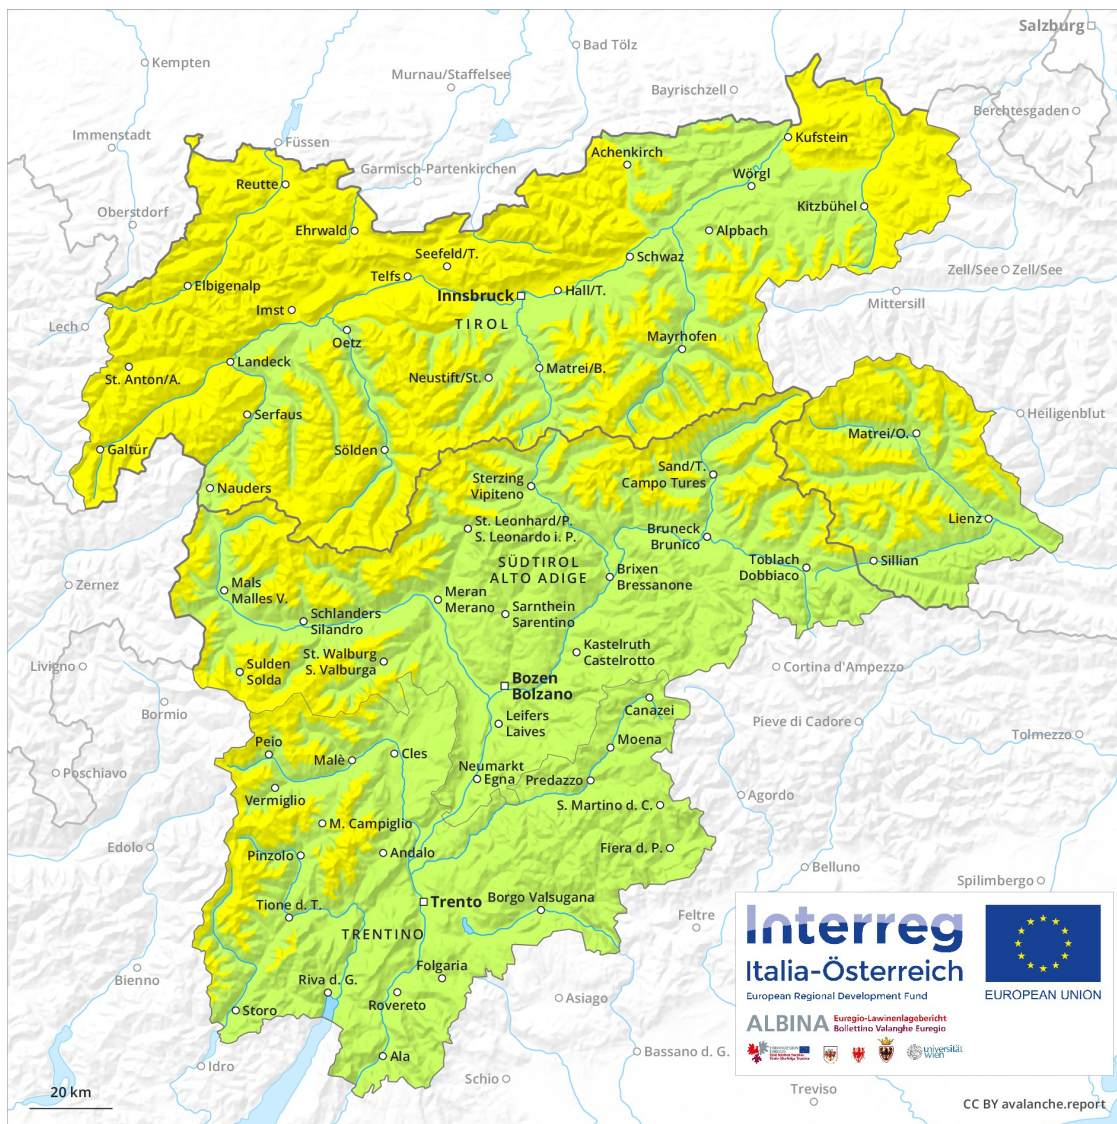 Salzburg
Bad Tölz
Kempten
Murnau/Staffelsee
Bayrischzell
Berchtesgaden
Immenstadt
Füssen
Kufstein
Achenkirch
Garmisch-Partenkirchen
Wörgl
Reutte
Kitzbühel
Oberstdorf
Ehrwald
Alpbach
Seefeld/T.
Schwaz
Telfs
Zell/See
Zell/See
Elbigenalp
Hall/T.
Innsbruck
Mittersill
Imst
TIROL
Lech
Oetz
Mayrhofen
Landeck
Matrei/B.
St. Anton/A.
Neustift/St.
Serfaus
Heiligenblut
Matrei/O.
Galtür
Sölden
Sand/T.
Campo Tures
Sterzing
Vipiteno
Nauders
St. Leonhard/P.
S. Leonardo i. P.
Lienz
Bruneck
Brunico
SÜDTIROL
ALTO ADIGE
Toblach
Dobbiaco
Sillian
Brixen
Bressanone
Zernez
Mals
Malles V.
Meran
Merano
Sarnthein
Sarentino
Schlanders
Silandro
Kastelruth
Castelrotto
St. Walburg
S. Valburga
Livigno
Sulden
Solda
Cortina d'Ampezzo
Bozen
Bolzano
Bormio
Canazei
Leifers
Laives
Pieve di Cadore
Tolmezzo
Peio
Moena
Malè
Cles
Poschiavo
Neumarkt
Egna
Predazzo
Vermiglio
Agordo
S. Martino d. C.
M. Campiglio
Edolo
Fiera d. P.
Pinzolo
Andalo
Belluno
Spilimbergo
Trento
Borgo Valsugana
Tione d. T.
Feltre
TRENTINO
Folgaria
Bienno
Riva d. G.
Rovereto
Asiago
Storo
Bassano d. G.
Ala
Idro
Schio
Treviso
20 km
Interreg
Italia-Österreich
European Regional Development Fund
EUROPEAN UNION
ALBINA
Euregio-Lawinenlagebericht
Bollettino Valanghe Euregio
universität
wien
CC BY avalanche.report